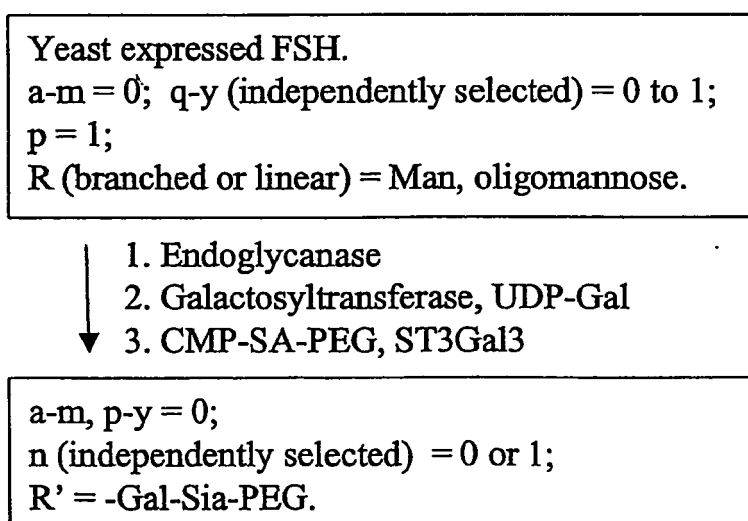 Yeast expressed FSH.
a-m = 0; q-y (independently selected) = 0 to 1;
p = 1;
R (branched or linear) = Man, oligomannose.
1. Endoglycanase
2. Galactosyltransferase, UDP-Gal
3. CMP-SA-PEG, ST3Gal3
a-m, p-y = 0;
n (independently selected) = 0 or 1;
R' = -Gal-Sia-PEG.